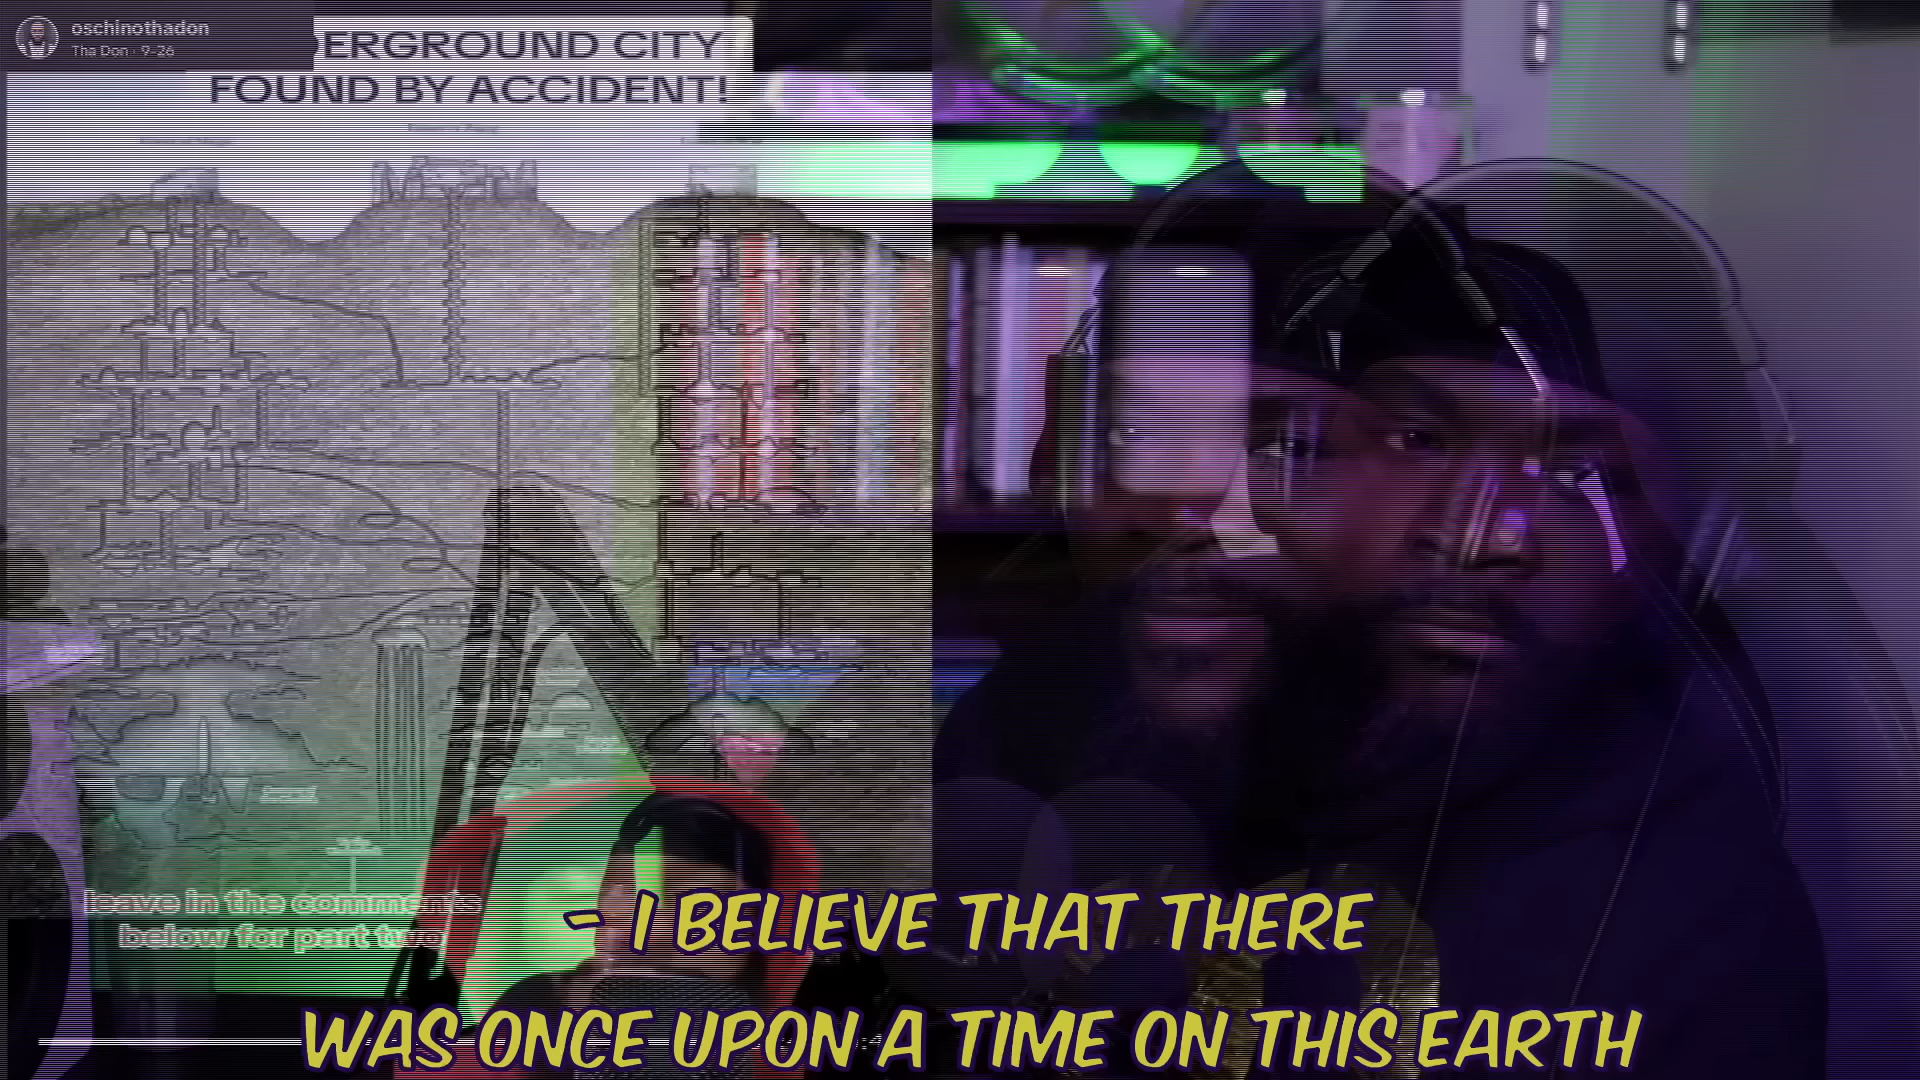 oschinothadon
Tha Don · 9-26
DERGROUND CITY
FOUND BY ACCIDENT!
leave in the comments
below for part two
- I BELIEVE THAT THERE
WAS ONCE UPON A TIME ON THIS EARTH